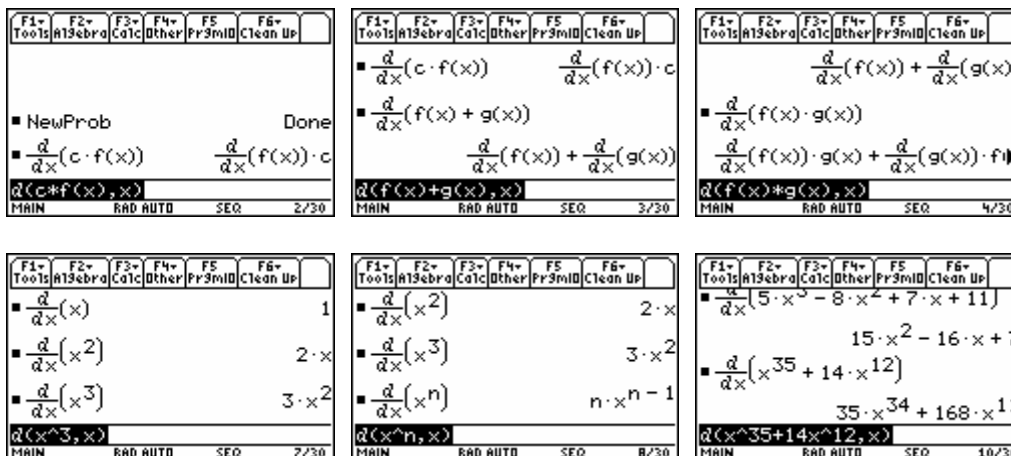 F1▾ F2▾ F3▾ F4▾ F5 F6▾
Tools Algebra Calc Other PrgmIO Clean Up
▪ NewProb Done
▪ d/dx(c·f(x)) d/dx(f(x))·c
d(c*f(x),x)
MAIN RAD AUTO SEQ 2/30
F1▾ F2▾ F3▾ F4▾ F5 F6▾
Tools Algebra Calc Other PrgmIO Clean Up
▪ d/dx(c·f(x)) d/dx(f(x))·c
▪ d/dx(f(x) + g(x))
d/dx(f(x)) + d/dx(g(x))
d(f(x)+g(x),x)
MAIN RAD AUTO SEQ 3/30
F1▾ F2▾ F3▾ F4▾ F5 F6▾
Tools Algebra Calc Other PrgmIO Clean Up
d/dx(f(x)) + d/dx(g(x)
▪ d/dx(f(x)·g(x))
d/dx(f(x))·g(x) + d/dx(g(x))·f(
d(f(x)*g(x),x)
MAIN RAD AUTO SEQ 4/30
F1▾ F2▾ F3▾ F4▾ F5 F6▾
Tools Algebra Calc Other PrgmIO Clean Up
▪ d/dx(x) 1
▪ d/dx(x²) 2·x
▪ d/dx(x³) 3·x²
d(x^3,x)
MAIN RAD AUTO SEQ 7/30
F1▾ F2▾ F3▾ F4▾ F5 F6▾
Tools Algebra Calc Other PrgmIO Clean Up
▪ d/dx(x²) 2·x
▪ d/dx(x³) 3·x²
▪ d/dx(xⁿ) n·xⁿ⁻¹
d(x^n,x)
MAIN RAD AUTO SEQ 8/30
F1▾ F2▾ F3▾ F4▾ F5 F6▾
Tools Algebra Calc Other PrgmIO Clean Up
▪ d/dx(5·x³ − 8·x² + 7·x + 11)
15·x² − 16·x +
▪ d/dx(x³⁵ + 14·x¹²)
35·x³⁴ + 168·x¹
d(x^35+14x^12,x)
MAIN RAD AUTO SEQ 10/30